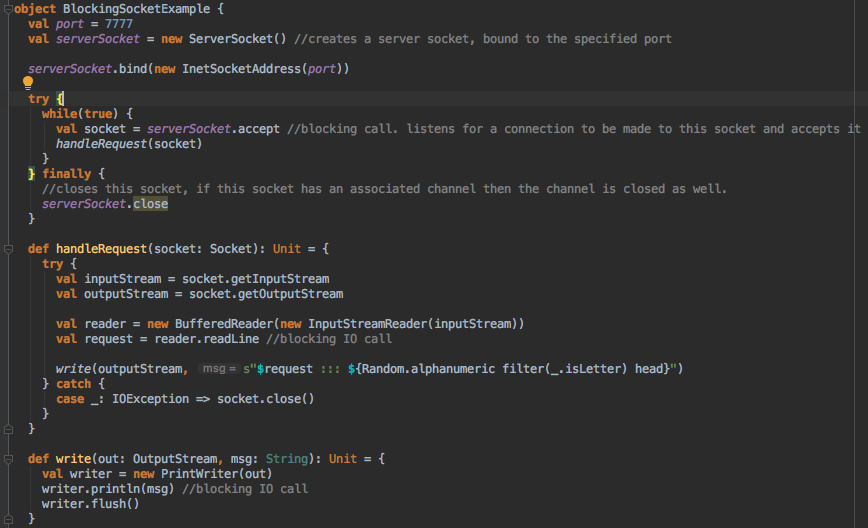 object BlockingSocketExample {
val port = 7777
val serverSocket = new ServerSocket() //creates a server socket, bound to the specified port
serverSocket.bind(new InetSocketAddress(port))
try {
while(true) {
val socket = serverSocket.accept //blocking call. listens for a connection to be made to this socket and accepts it
handleRequest(socket)
}
} finally {
//closes this socket, if this socket has an associated channel then the channel is closed as well.
serverSocket.close
}
def handleRequest(socket: Socket): Unit = {
try {
val inputStream = socket.getInputStream
val outputStream = socket.getOutputStream
val reader = new BufferedReader(new InputStreamReader(inputStream))
val request = reader.readLine //blocking IO call
write(outputStream, msg = s"$request ::: ${Random.alphanumeric filter(_.isLetter) head}")
} catch {
case _: IOException => socket.close()
}
}
def write(out: OutputStream, msg: String): Unit = {
val writer = new PrintWriter(out)
writer.println(msg) //blocking IO call
writer.flush()
}